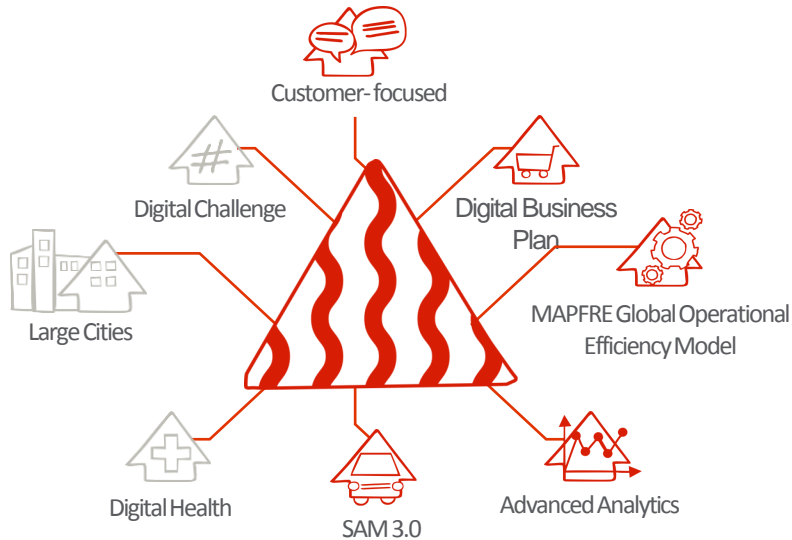 Customer-focused
Digital Challenge
Digital Business
Plan
Large Cities
MAPFRE Global Operational
Efficiency Model
Digital Health
SAM 3.0
Advanced Analytics
#